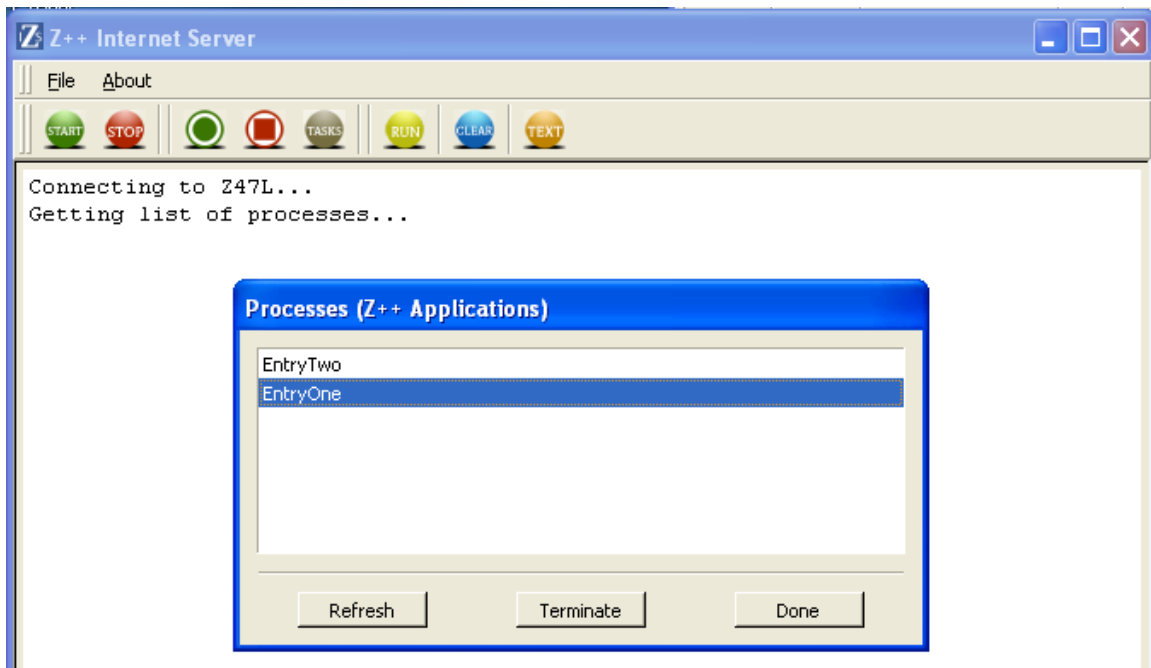 Z++ Internet Server
File About
START STOP TASKS RUN CLEAR TEXT
Connecting to Z47L...
Getting list of processes...
Processes (Z++ Applications)
EntryTwo
EntryOne
Refresh Terminate Done